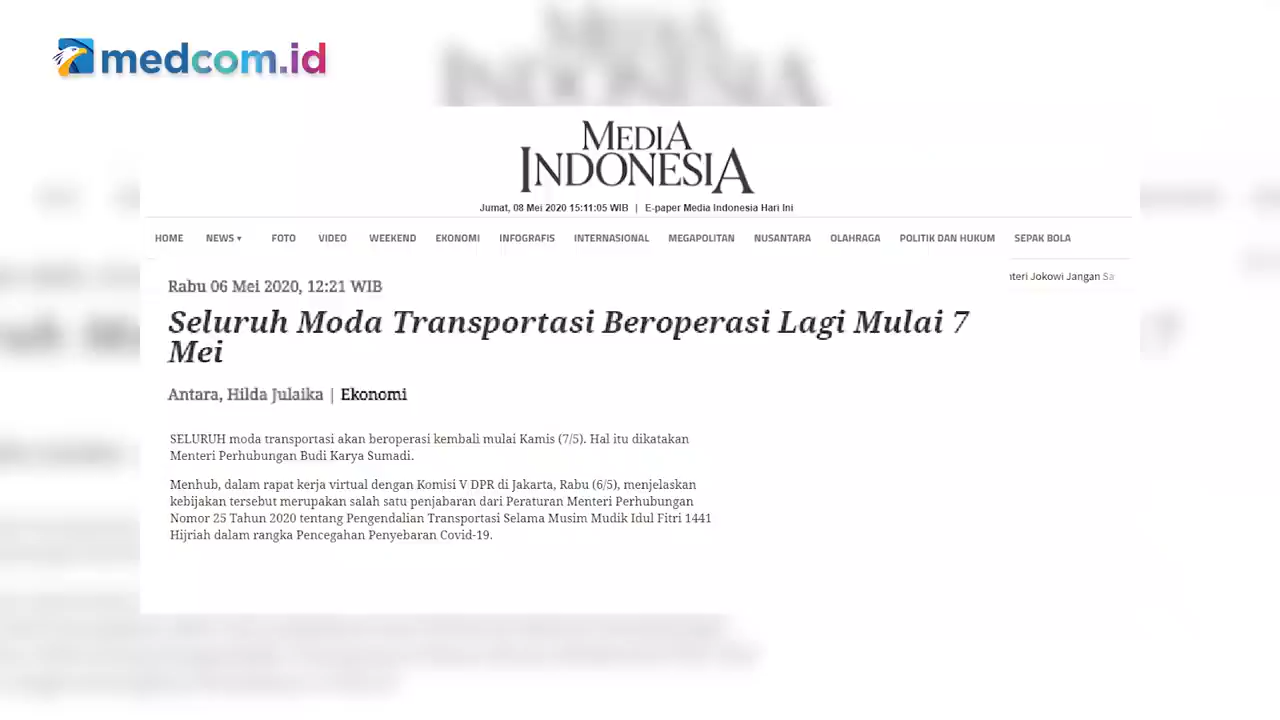 medcom.id
MEDIA
INDONESIA
Jumat, 08 Mei 2020 15:11:05 WIB | E-paper Media Indonesia Hari Ini
HOME NEWS ▾ FOTO VIDEO WEEKEND EKONOMI INFOGRAFIS INTERNASIONAL MEGAPOLITAN NUSANTARA OLAHRAGA POLITIK DAN HUKUM SEPAK BOLA
nteri Jokowi Jangan Sa
Rabu 06 Mei 2020, 12:21 WIB
Seluruh Moda Transportasi Beroperasi Lagi Mulai 7
Mei
Antara, Hilda Julaika | Ekonomi
SELURUH moda transportasi akan beroperasi kembali mulai Kamis (7/5). Hal itu dikatakan
Menteri Perhubungan Budi Karya Sumadi.
Menhub, dalam rapat kerja virtual dengan Komisi V DPR di Jakarta, Rabu (6/5), menjelaskan
kebijakan tersebut merupakan salah satu penjabaran dari Peraturan Menteri Perhubungan
Nomor 25 Tahun 2020 tentang Pengendalian Transportasi Selama Musim Mudik Idul Fitri 1441
Hijriah dalam rangka Pencegahan Penyebaran Covid-19.